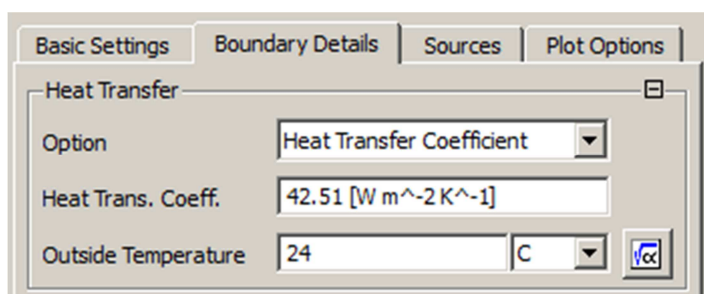 Basic Settings Boundary Details Sources Plot Options
Heat Transfer
Option Heat Transfer Coefficient
Heat Trans. Coeff. 42.51 [W m^-2 K^-1]
Outside Temperature 24 C √α